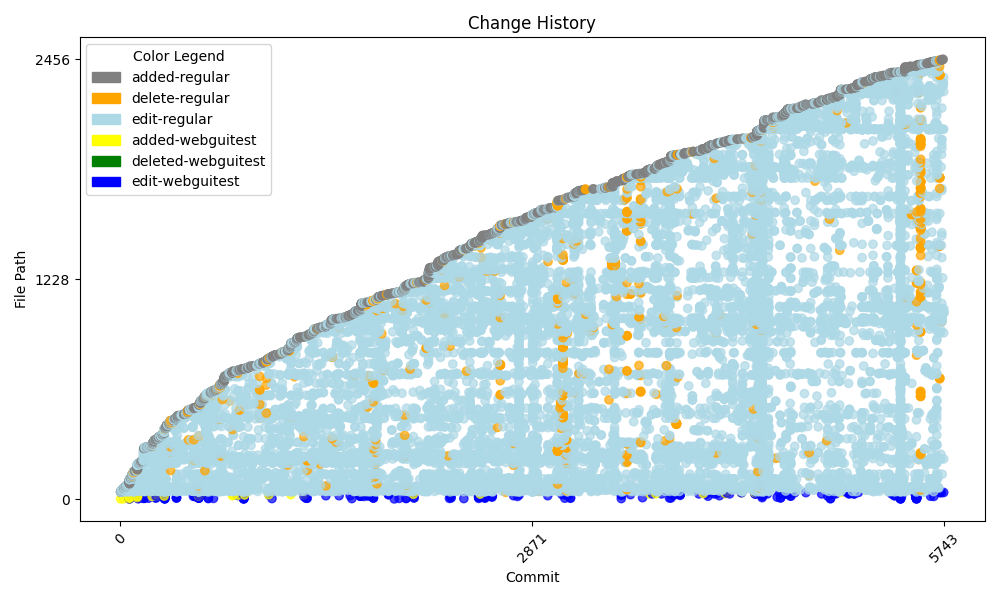 Change History
Color Legend
added-regular
delete-regular
edit-regular
added-webguitest
deleted-webguitest
edit-webguitest
2456
1228
0
File Path
0
2871
5743
Commit